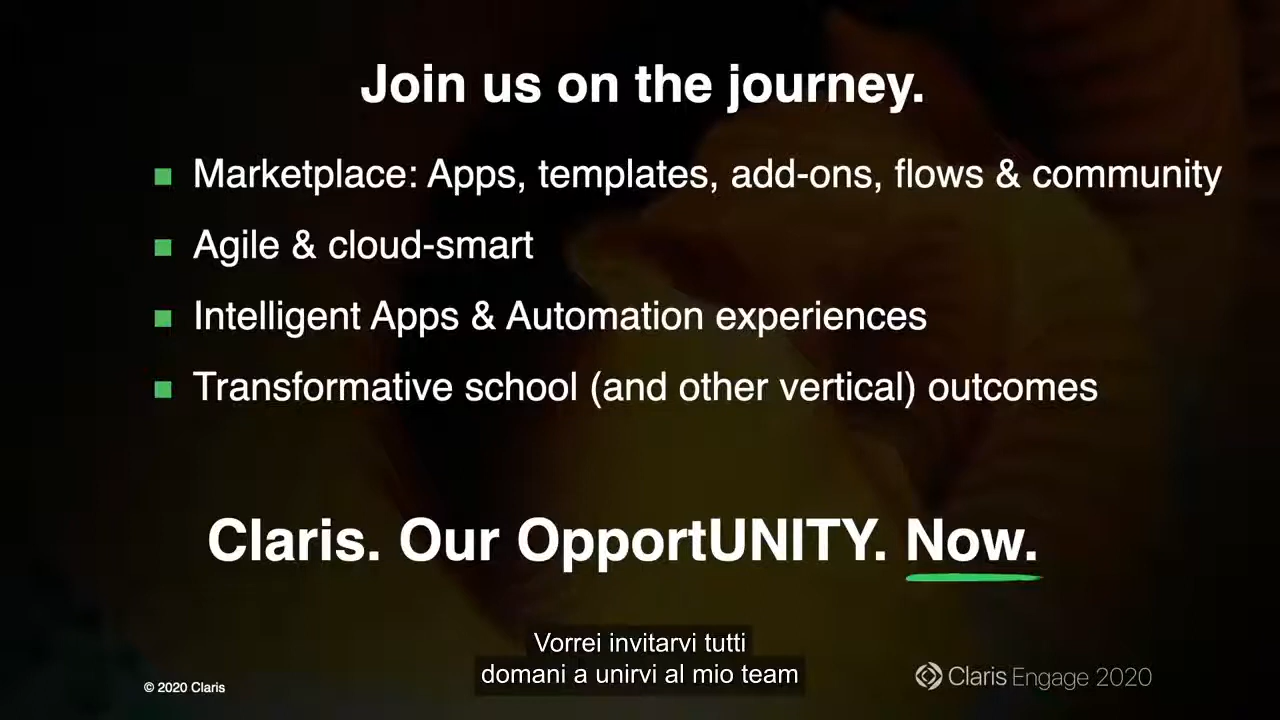 Join us on the journey.
Marketplace: Apps, templates, add-ons, flows & community
Agile & cloud-smart
Intelligent Apps & Automation experiences
Transformative school (and other vertical) outcomes
Claris. Our OpportUNITY. Now.
Vorrei invitarvi tutti
domani a unirvi al mio team
© 2020 Claris
Claris Engage 2020